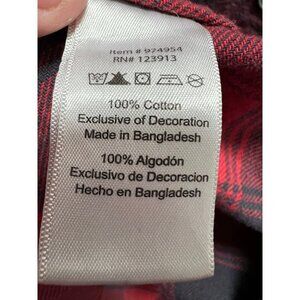 Item # 974954
RN# 123913
100% Cotton
Exclusive of Decoration
Made in Bangladesh
100% Algodón
Exclusivo de Decoracion
Hecho en Bangladesh